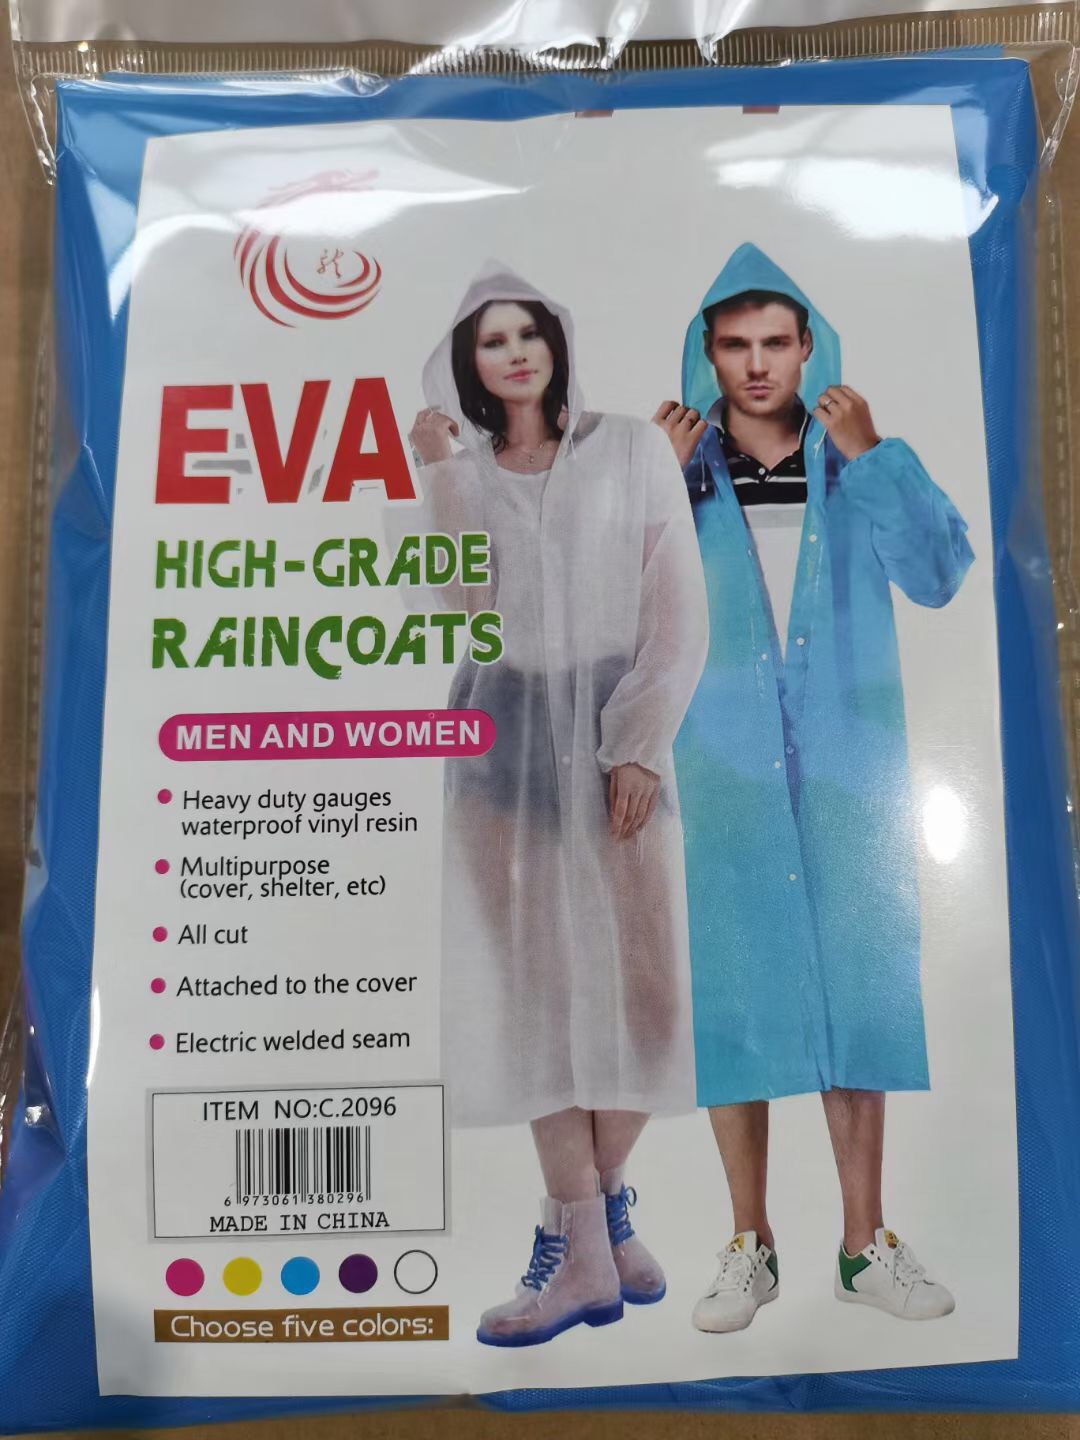 EVA
HIGH-GRADE
RAINCOATS
MEN AND WOMEN
Heavy duty gauges
waterproof vinyl resin
Multipurpose
(cover, shelter, etc)
All cut
Attached to the cover
Electric welded seam
ITEM NO:C.2096
6 973061 380296
MADE IN CHINA
Choose five colors: